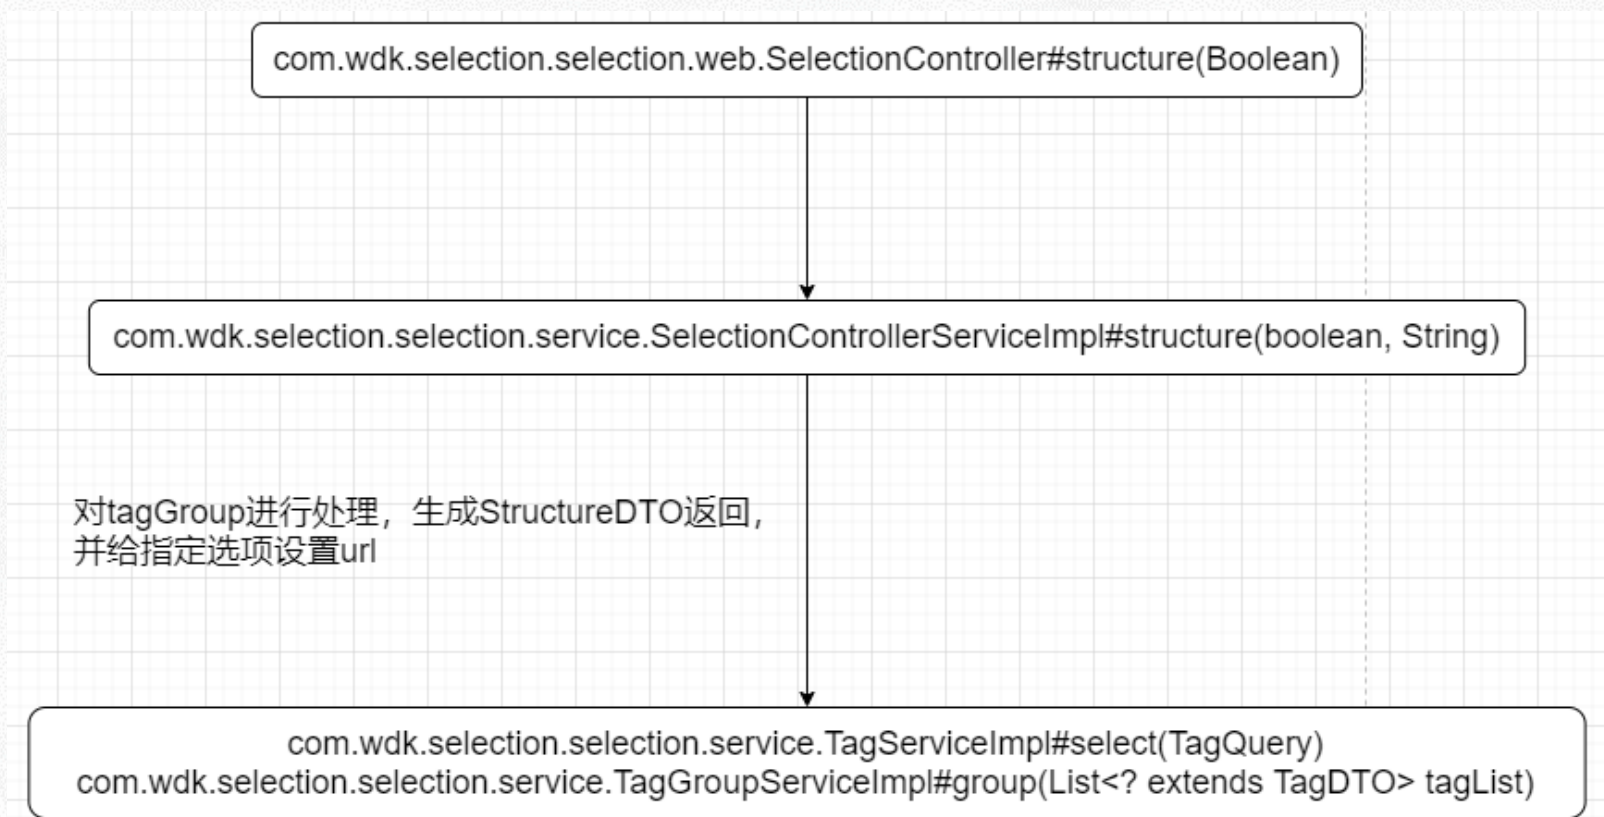 com.wdk.selection.selection.web.SelectionController#structure(Boolean)
com.wdk.selection.selection.service.SelectionControllerServiceImpl#structure(boolean, String)
对tagGroup进行处理，生成StructureDTO返回，
并给指定选项设置url
com.wdk.selection.selection.service.TagServiceImpl#select(TagQuery)
com.wdk.selection.selection.service.TagGroupServiceImpl#group(List<? extends TagDTO> tagList)